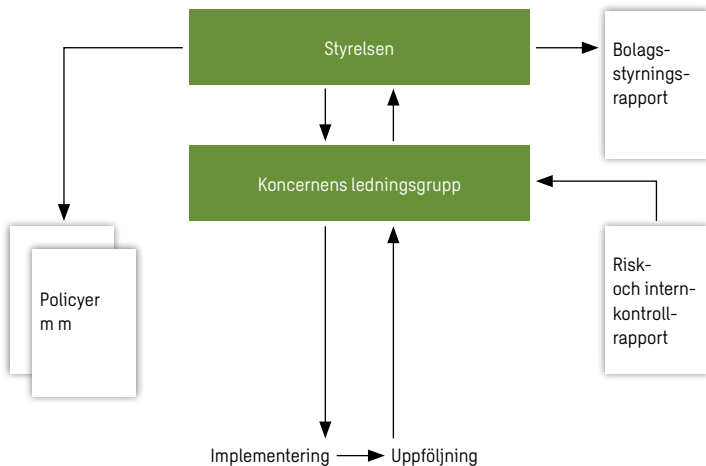 Styrelsen
Bolags-
styrnings-
rapport
Koncernens ledningsgrupp
Policyer
m m
Risk-
och intern-
kontroll-
rapport
Implementering
Uppföljning